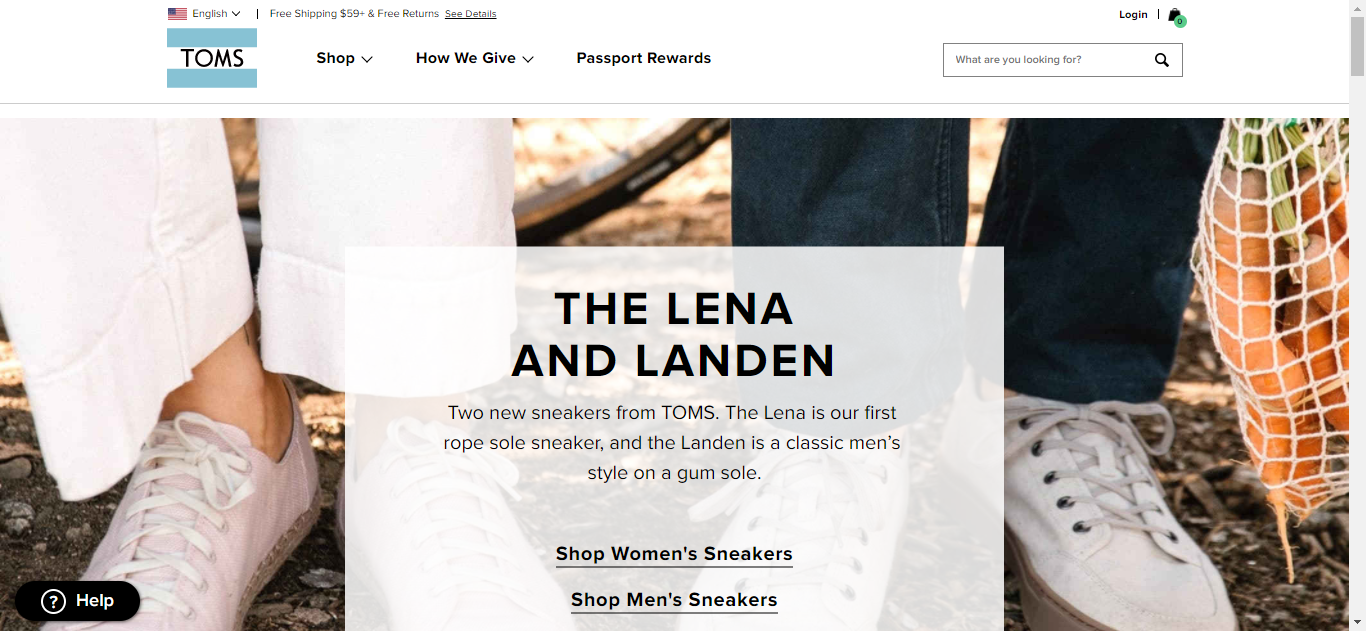 English
Free Shipping $59+ & Free Returns See Details
Login
0
TOMS
Shop
How We Give
Passport Rewards
What are you looking for?
THE LENA
AND LANDEN
Two new sneakers from TOMS. The Lena is our first
rope sole sneaker, and the Landen is a classic men’s
style on a gum sole.
Shop Women's Sneakers
Shop Men's Sneakers
? Help